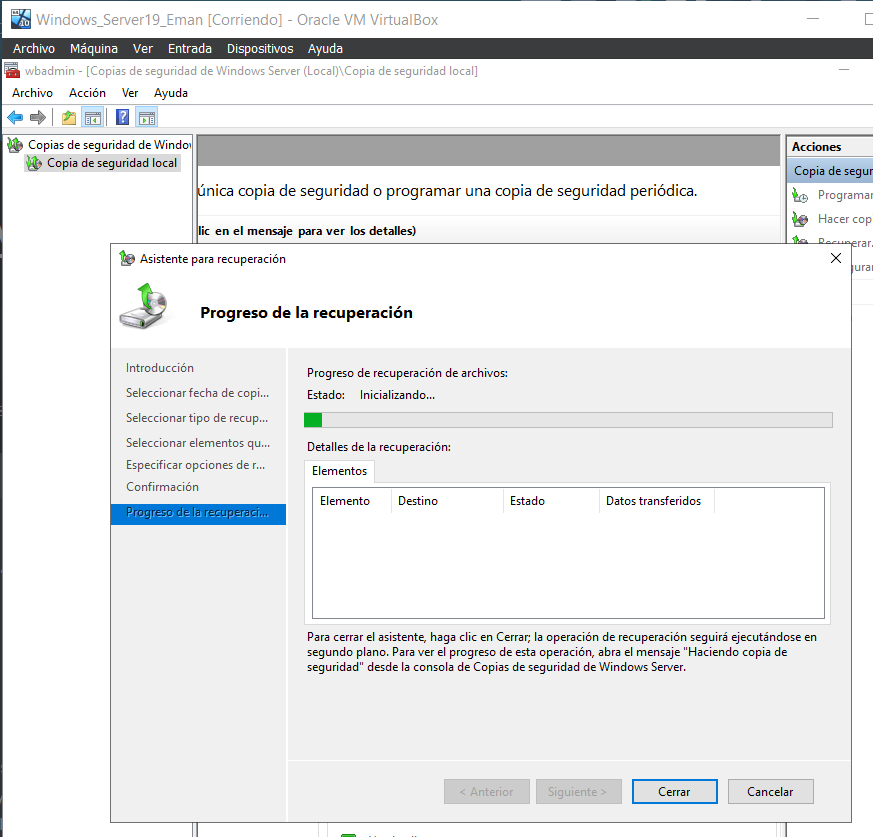 Windows_Server19_Eman [Corriendo] - Oracle VM VirtualBox
Archivo Máquina Ver Entrada Dispositivos Ayuda
wbadmin - [Copias de seguridad de Windows Server (Local)\Copia de seguridad local]
Archivo Acción Ver Ayuda
Copias de seguridad de Windo
Copia de seguridad local
única copia de seguridad o programar una copia de seguridad periódica.
lic en el mensaje para ver los detalles)
Acciones
Copia de segur
Programar
Hacer cop
Recuperar
gurar
Asistente para recuperación
Progreso de la recuperación
Introducción
Seleccionar fecha de copi...
Seleccionar tipo de recup...
Seleccionar elementos qu...
Especificar opciones de r...
Confirmación
Progreso de la recuperaci...
Progreso de recuperación de archivos:
Estado: Inicializando...
Detalles de la recuperación:
Elementos
Elemento Destino Estado Datos transferidos
Para cerrar el asistente, haga clic en Cerrar; la operación de recuperación seguirá ejecutándose en
segundo plano. Para ver el progreso de esta operación, abra el mensaje "Haciendo copia de
seguridad" desde la consola de Copias de seguridad de Windows Server.
< Anterior Siguiente > Cerrar Cancelar